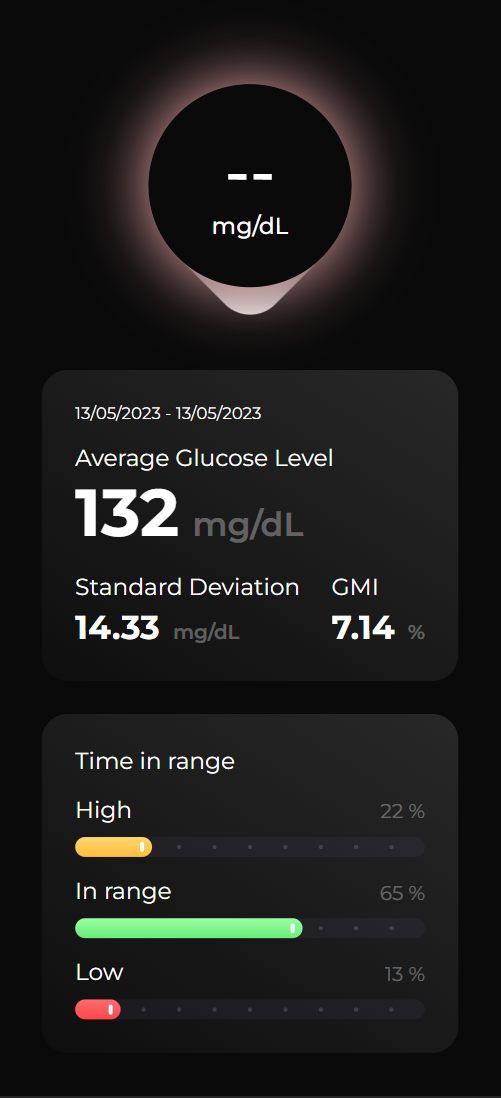 --
mg/dL
13/05/2023 - 13/05/2023
Average Glucose Level
132 mg/dL
Standard Deviation GMI
14.33 mg/dL 7.14 %
Time in range
High 22 %
In range 65 %
Low 13 %